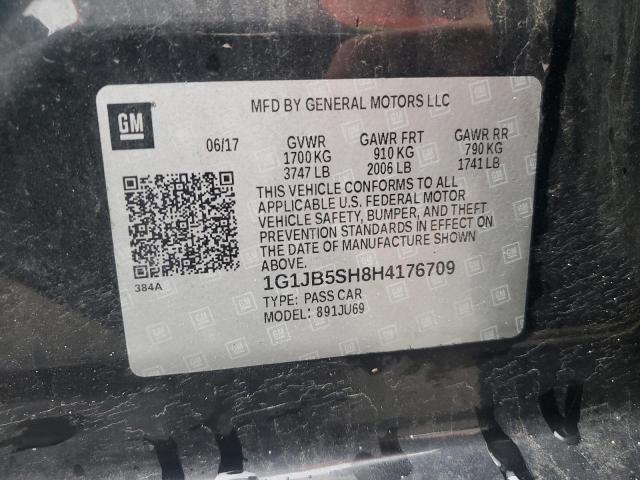 GM
MFD BY GENERAL MOTORS LLC
06/17 GVWR GAWR FRT GAWR RR
1700 KG 910 KG 790 KG
3747 LB 2006 LB 1741 LB
THIS VEHICLE CONFORMS TO ALL
APPLICABLE U.S. FEDERAL MOTOR
VEHICLE SAFETY, BUMPER, AND THEFT
PREVENTION STANDARDS IN EFFECT ON
THE DATE OF MANUFACTURE SHOWN
ABOVE.
384A
1G1JB5SH8H4176709
TYPE: PASS CAR
MODEL: 891JU69